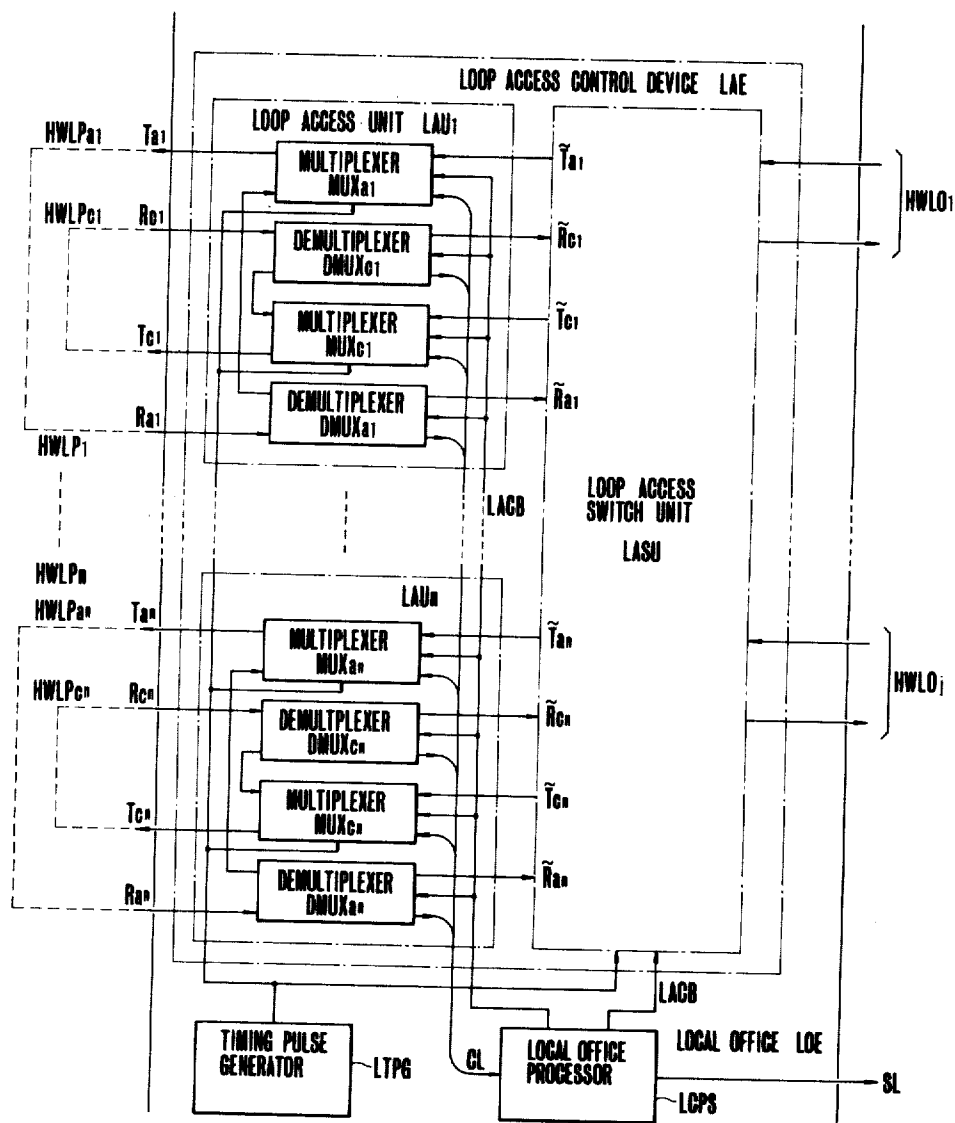 LOOP ACCESS CONTROL DEVICE LAE
LOOP ACCESS UNIT LAU1
HWLPa1 Ta1
MULTIPLEXER
MUXa1
T̃a1
HWLO1
HWLPc1 Rc1
DEMULTIPLEXER
DMUXc1
R̃c1
MULTIPLEXER
MUXc1
T̃c1
Tc1
DEMULTIPLEXER
DMUXa1
R̃a1
Ra1
HWLP1
LACB
LOOP ACCESS
SWITCH UNIT
LASU
HWLPn
LAUn
HWLPan Tan
MULTIPLEXER
MUXan
T̃an
HWLOj
HWLPcn Rcn
DEMULTPLEXER
DMUXcn
R̃cn
MULTIPLEXER
MUXcn
T̃cn
Tcn
DEMULTIPLEXER
DMUXan
R̃an
Ran
LACB
TIMING PULSE
GENERATOR
LTPG
CL
LOCAL OFFICE
PROCESSOR
LCPS
LOCAL OFFICE LOE
SL